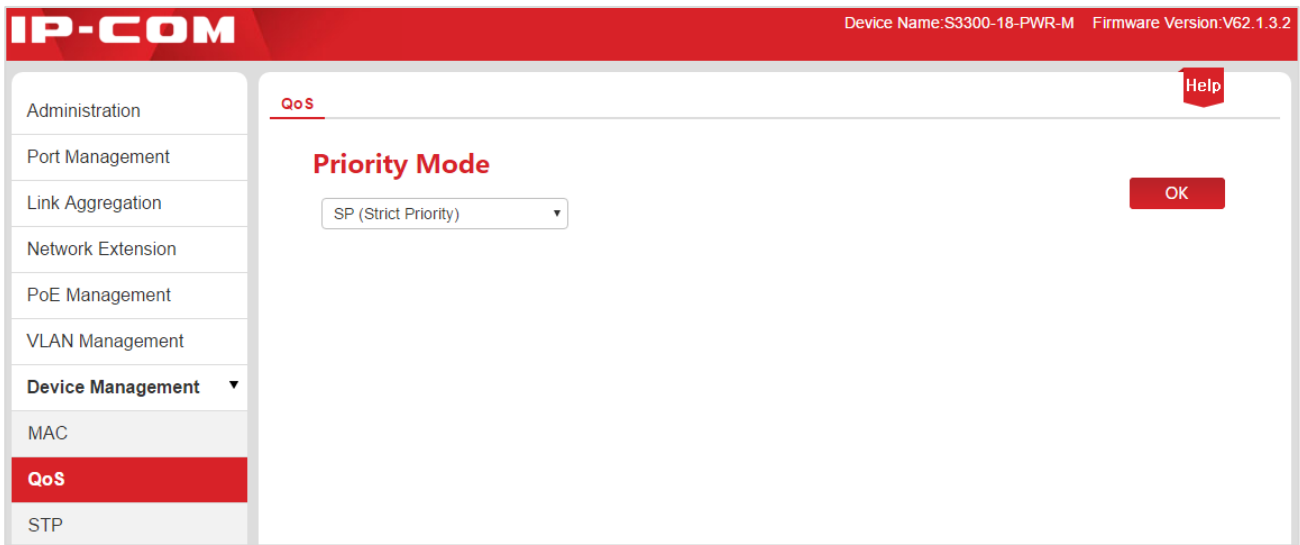 IP-COM
Device Name:S3300-18-PWR-M Firmware Version:V62.1.3.2
Administration
Port Management
Link Aggregation
Network Extension
PoE Management
VLAN Management
Device Management ▼
MAC
QoS
STP
QoS
Help
Priority Mode
SP (Strict Priority) ▼
OK